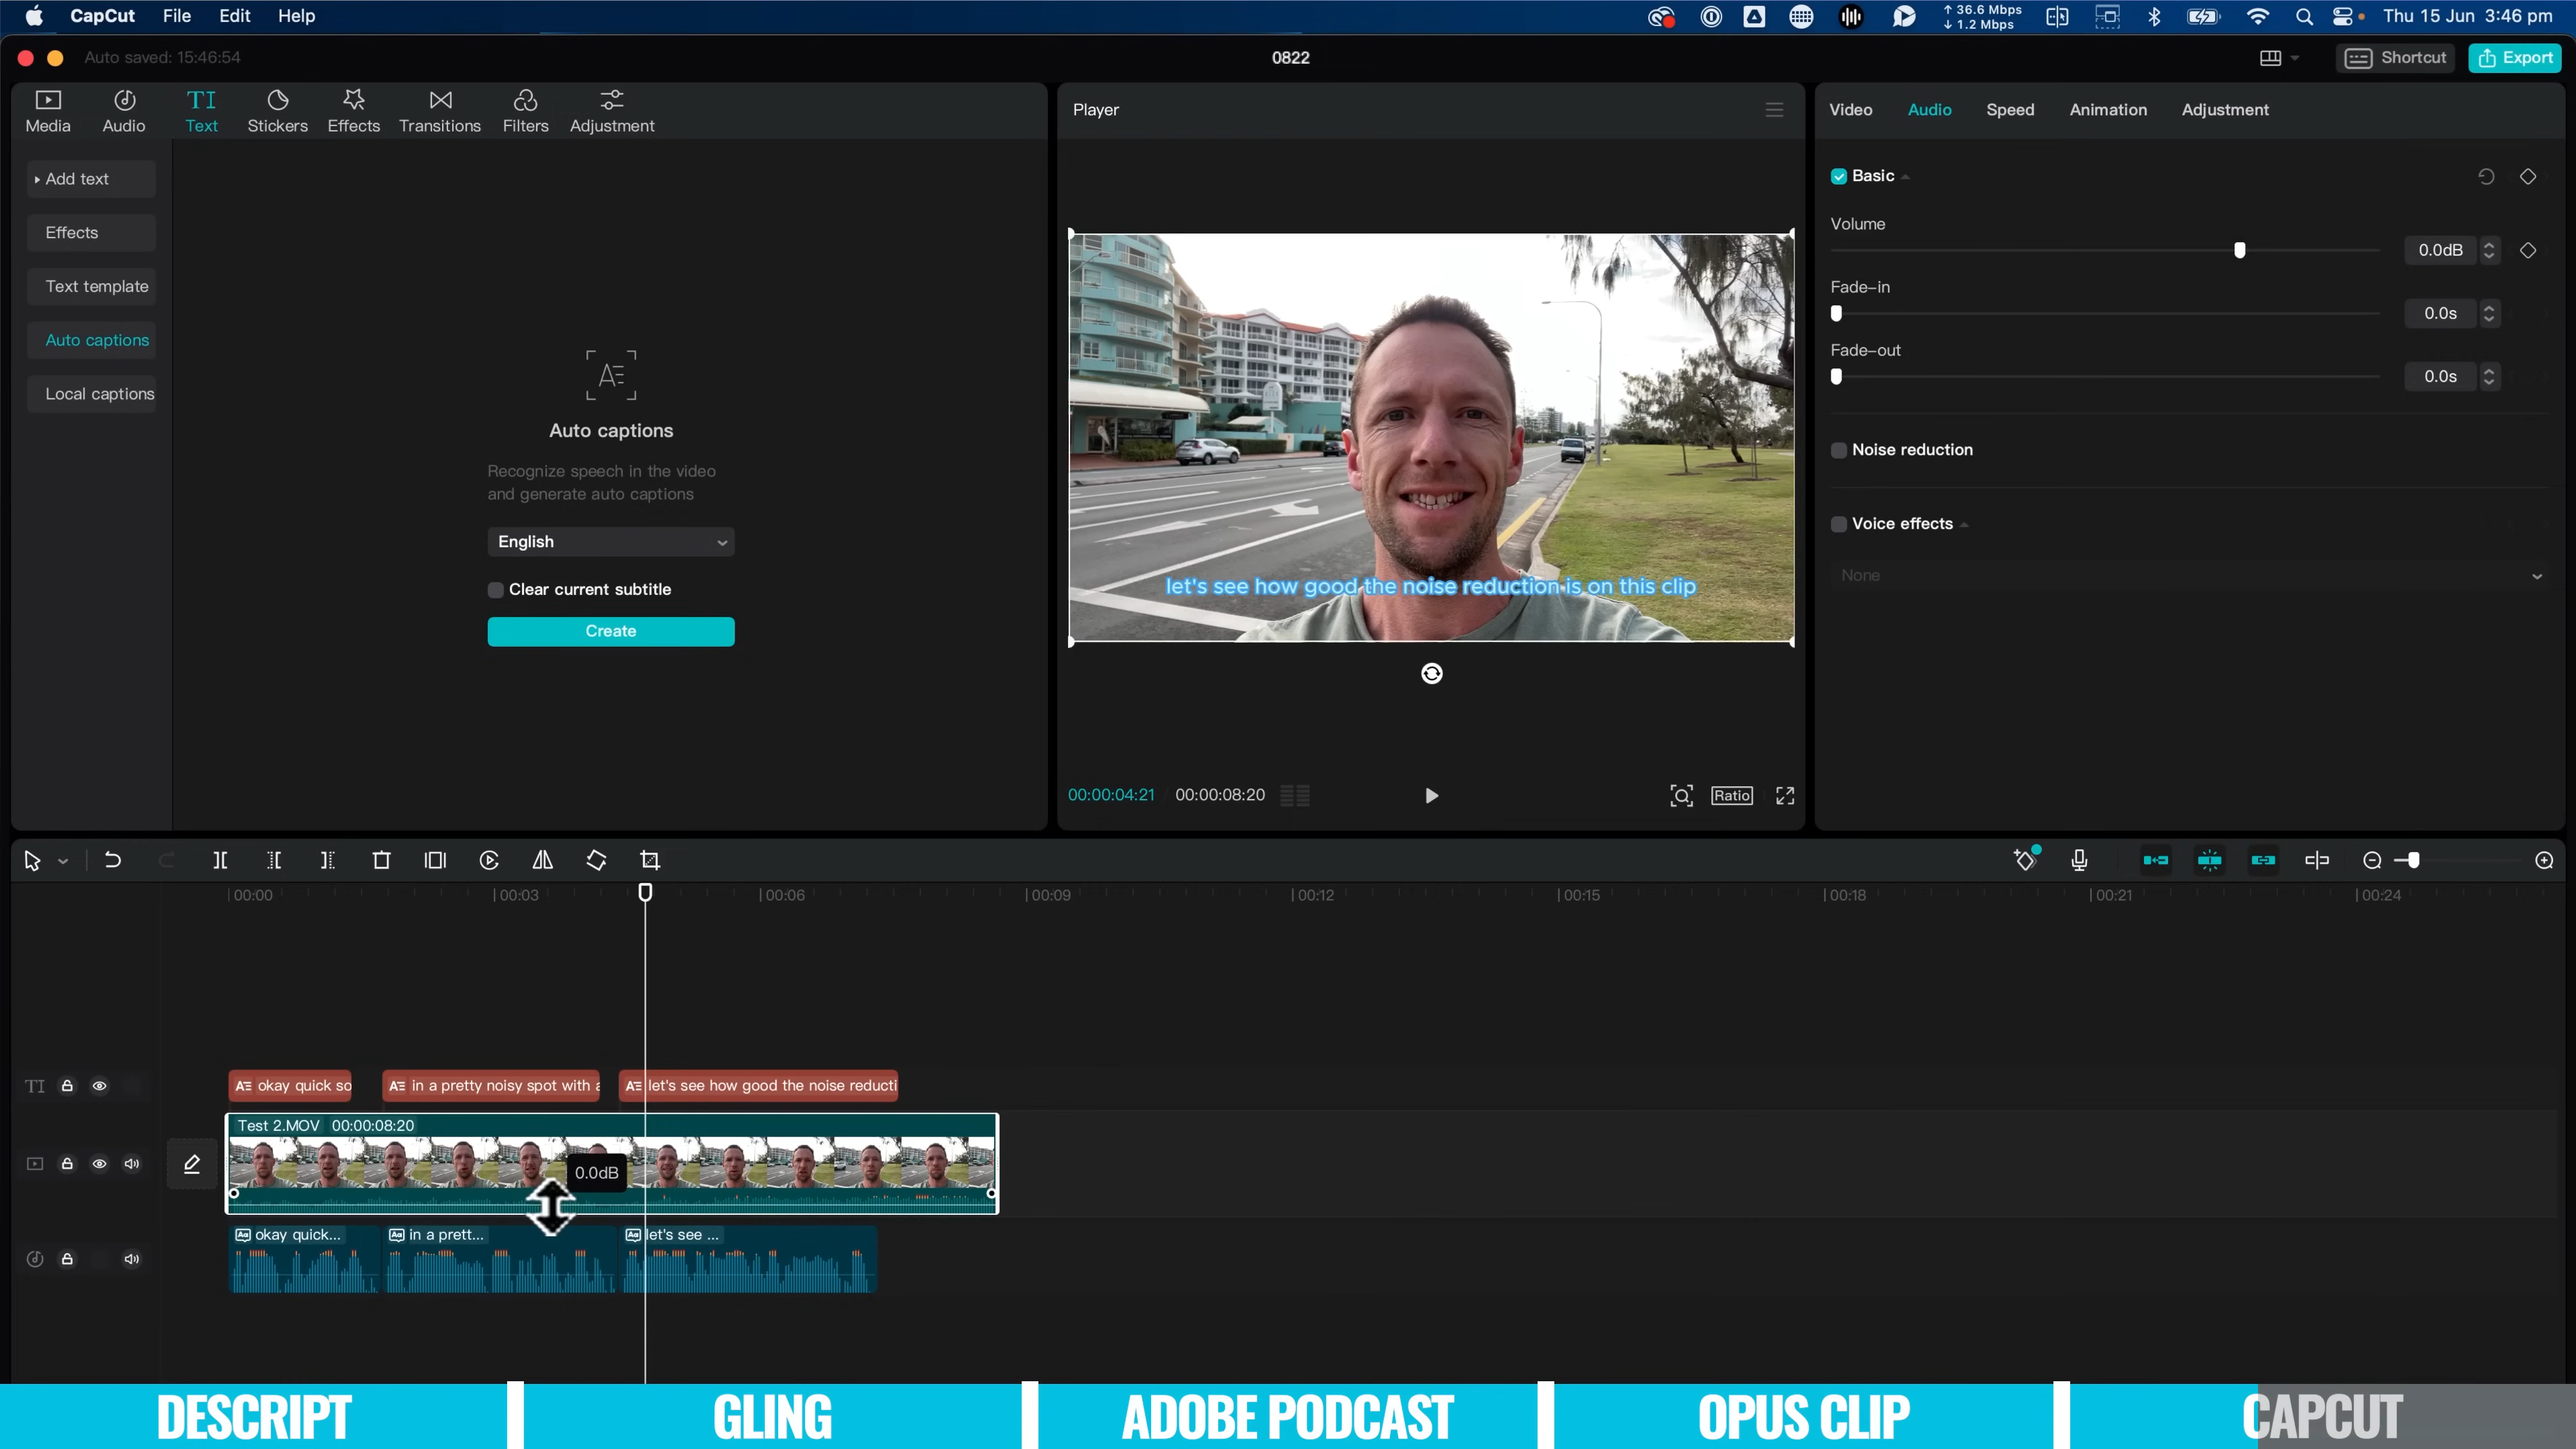 CapCut File Edit Help
↑ 36.6 Mbps
↓ 1.2 Mbps
Thu 15 Jun 3:46 pm
Auto saved: 15:46:54
0822
Shortcut
Export
Media
Audio
TI
Text
Stickers
Effects
Transitions
Filters
Adjustment
Add text
Effects
Text template
Auto captions
Local captions
Auto captions
Recognize speech in the video
and generate auto captions
English
Clear current subtitle
Create
Player
let's see how good the noise reduction is on this clip
00:00:04:21 00:00:08:20
Ratio
Video Audio Speed Animation Adjustment
Basic
Volume
0.0dB
Fade-in
0.0s
Fade-out
0.0s
Noise reduction
Voice effects
None
00:00 00:03 00:06 00:09 00:12 00:15 00:18 00:21 00:24
TI
AE okay quick so
AE in a pretty noisy spot with a
AE let's see how good the noise reducti
Test 2.MOV 00:00:08:20
0.0dB
Aa okay quick...
Aa in a prett...
Aa let's see ...
DESCRIPT
GLING
ADOBE PODCAST
OPUS CLIP
CAPCUT